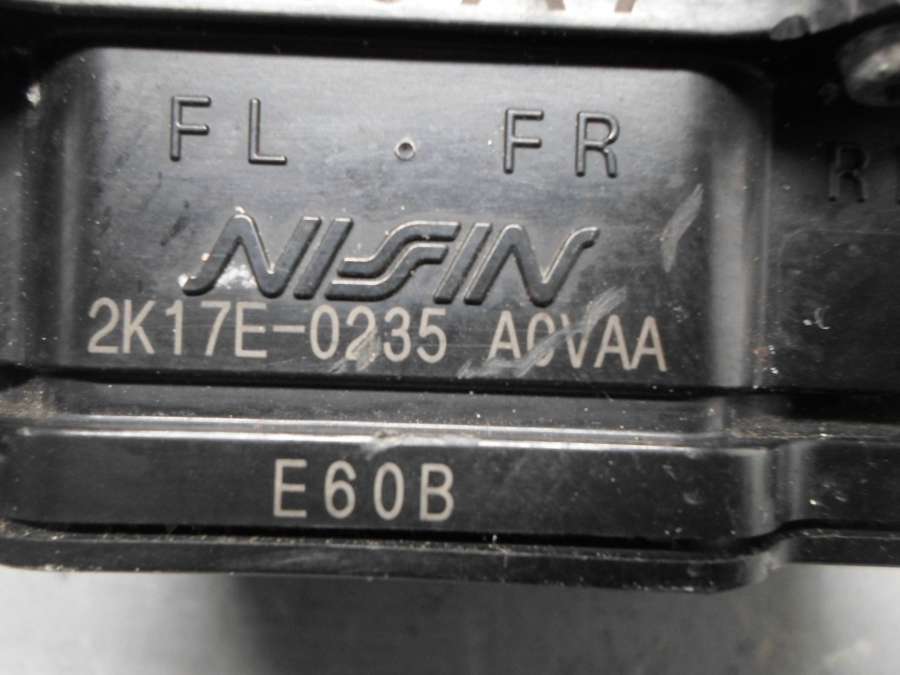 FL . FR
NISSIN
2K17E-0235 A0VAA
E60B